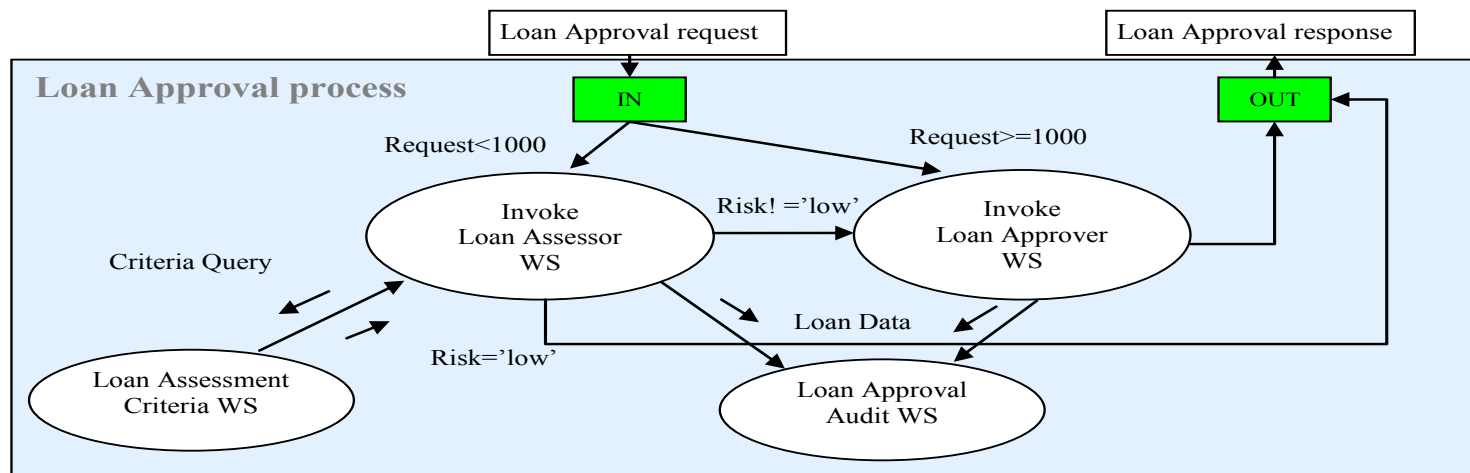 Loan Approval request
Loan Approval response
Loan Approval process
IN
OUT
Request<1000
Request>=1000
Invoke
Loan Assessor
WS
Risk! =’low’
Invoke
Loan Approver
WS
Criteria Query
Loan Data
Risk=’low’
Loan Assessment
Criteria WS
Loan Approval
Audit WS